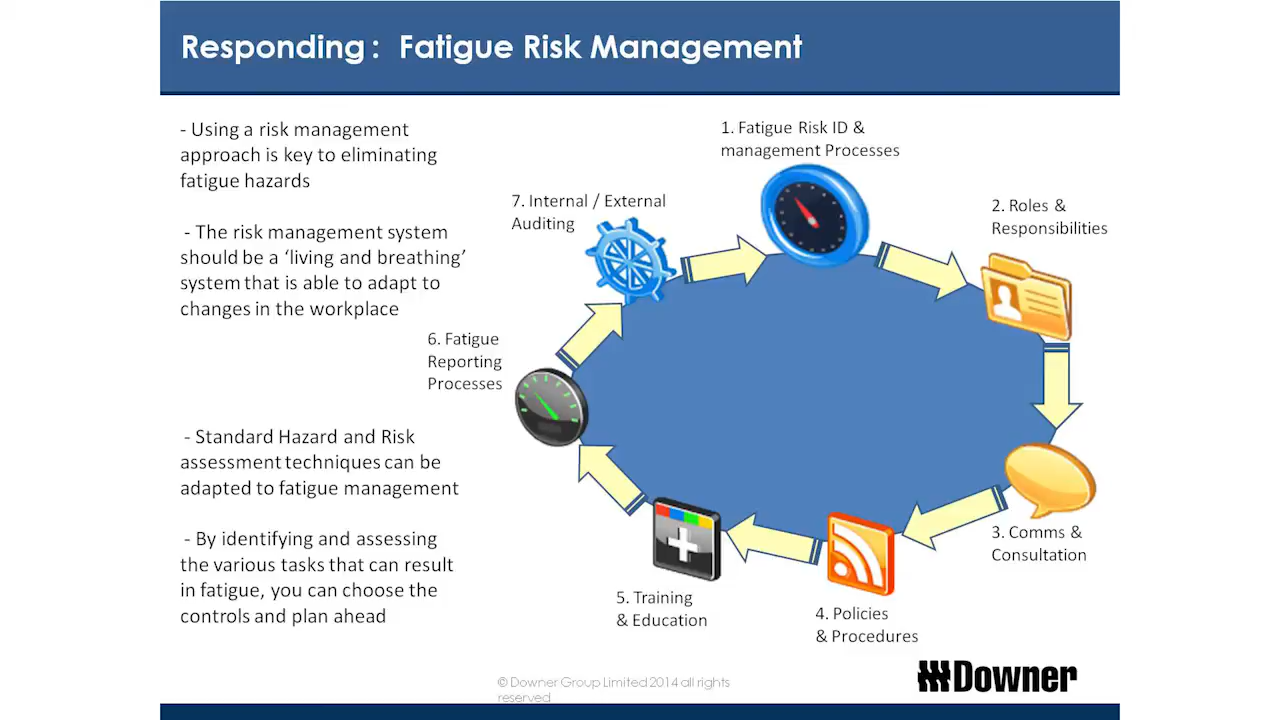 Responding :  Fatigue Risk Management
- Using a risk management
approach is key to eliminating
fatigue hazards
- The risk management system
should be a ‘living and breathing’
system that is able to adapt to
changes in the workplace
- Standard Hazard and Risk
assessment techniques can be
adapted to fatigue management
- By identifying and assessing
the various tasks that can result
in fatigue, you can choose the
controls and plan ahead
1. Fatigue Risk ID &
management Processes
2. Roles &
Responsibilities
3. Comms &
Consultation
4. Policies
& Procedures
5. Training
& Education
6. Fatigue
Reporting
Processes
7. Internal / External
Auditing
© Downer Group Limited 2014 all rights
reserved
Downer